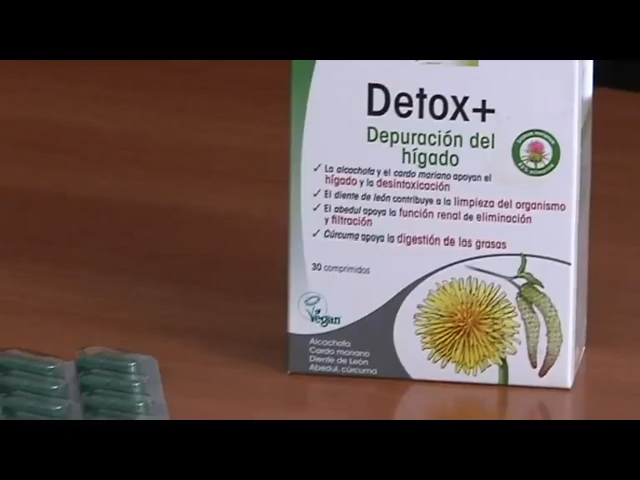 Detox+
Depuración del
hígado
✓ La alcachofa y el cardo mariano apoyan el
hígado y la desintoxicación
✓ El diente de león contribuye a la limpieza del organismo
✓ El abedul apoya la función renal de eliminación
y filtración
✓ Cúrcuma apoya la digestión de las grasas
30 comprimidos
Vegan
Alcachofa
Cardo mariano
Diente de León
Abedul, cúrcuma